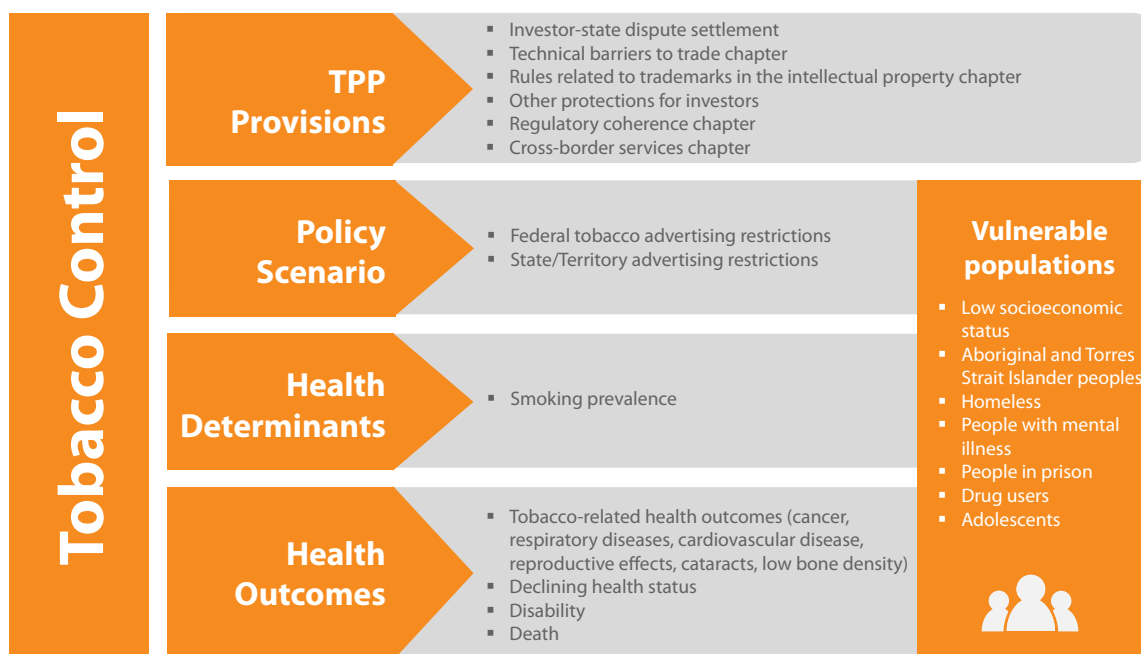 Tobacco Control
TPP
Provisions
▪ Investor-state dispute settlement
▪ Technical barriers to trade chapter
▪ Rules related to trademarks in the intellectual property chapter
▪ Other protections for investors
▪ Regulatory coherence chapter
▪ Cross-border services chapter
Policy
Scenario
▪ Federal tobacco advertising restrictions
▪ State/Territory advertising restrictions
Health
Determinants
▪ Smoking prevalence
Health
Outcomes
▪ Tobacco-related health outcomes (cancer,
respiratory diseases, cardiovascular disease,
reproductive effects, cataracts, low bone density)
▪ Declining health status
▪ Disability
▪ Death
Vulnerable
populations
▪ Low socioeconomic
status
▪ Aboriginal and Torres
Strait Islander peoples
▪ Homeless
▪ People with mental
illness
▪ People in prison
▪ Drug users
▪ Adolescents